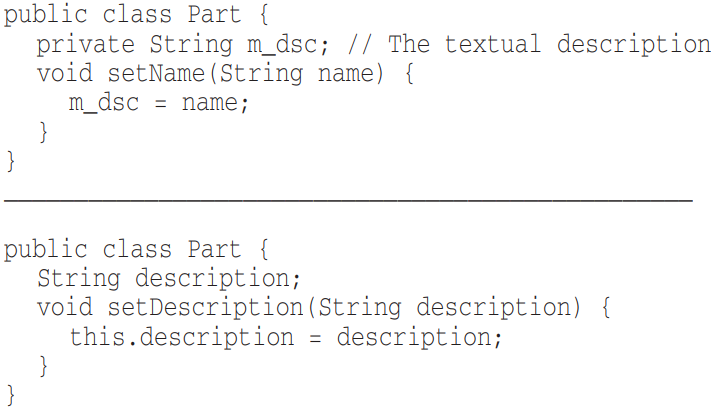 public class Part {
private String m_dsc; // The textual description
void setName(String name) {
m_dsc = name;
}
}
public class Part {
String description;
void setDescription(String description) {
this.description = description;
}
}